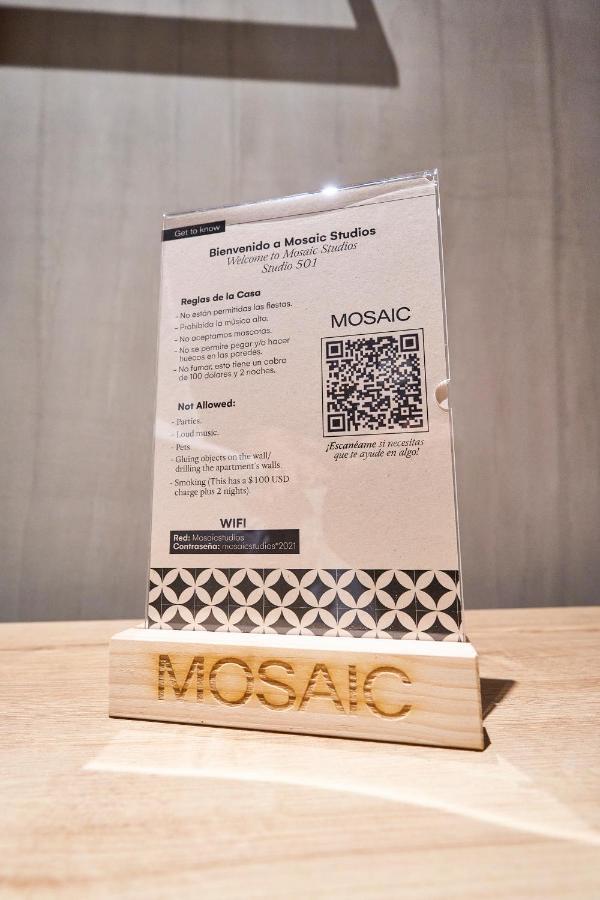 Get to know
Bienvenido a Mosaic Studios
Welcome to Mosaic Studios
Studio 501
Reglas de la Casa
- No están permitidas las fiestas.
- Prohibida la música alta.
- No aceptamos mascotas.
- No se permite pegar y/o hacer
huecos en las paredes.
- No fumar, esto tiene un cobro
de 100 dolares y 2 noches.
Not Allowed:
- Parties.
- Loud music.
- Pets.
- Gluing objects on the wall/
drilling the apartment's walls.
- Smoking (This has a $100 USD
charge plus 2 nights).
WIFI
Red: Mosaicstudios
Contraseña: mosaicstudios*2021
MOSAIC
¡Escanéame si necesitas
que te ayude en algo!
MOSAIC